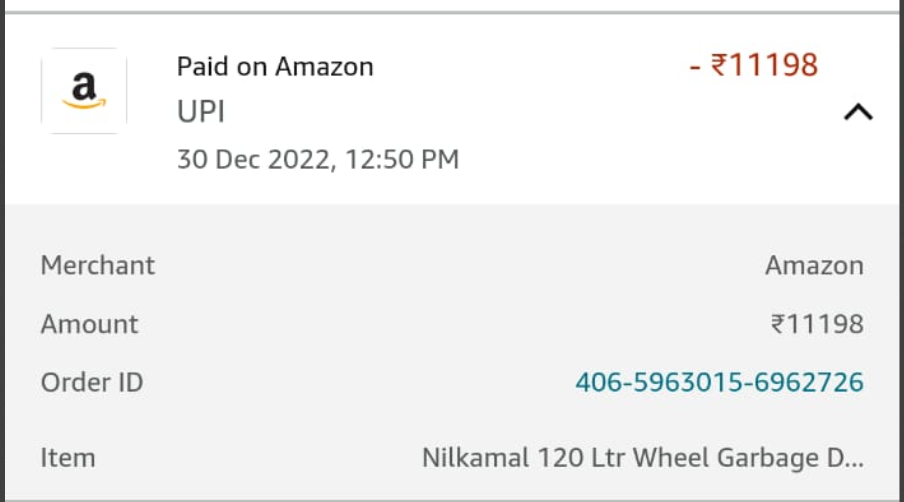 a
Paid on Amazon - ₹11198
UPI
30 Dec 2022, 12:50 PM
Merchant Amazon
Amount ₹11198
Order ID 406-5963015-6962726
Item Nilkamal 120 Ltr Wheel Garbage D...